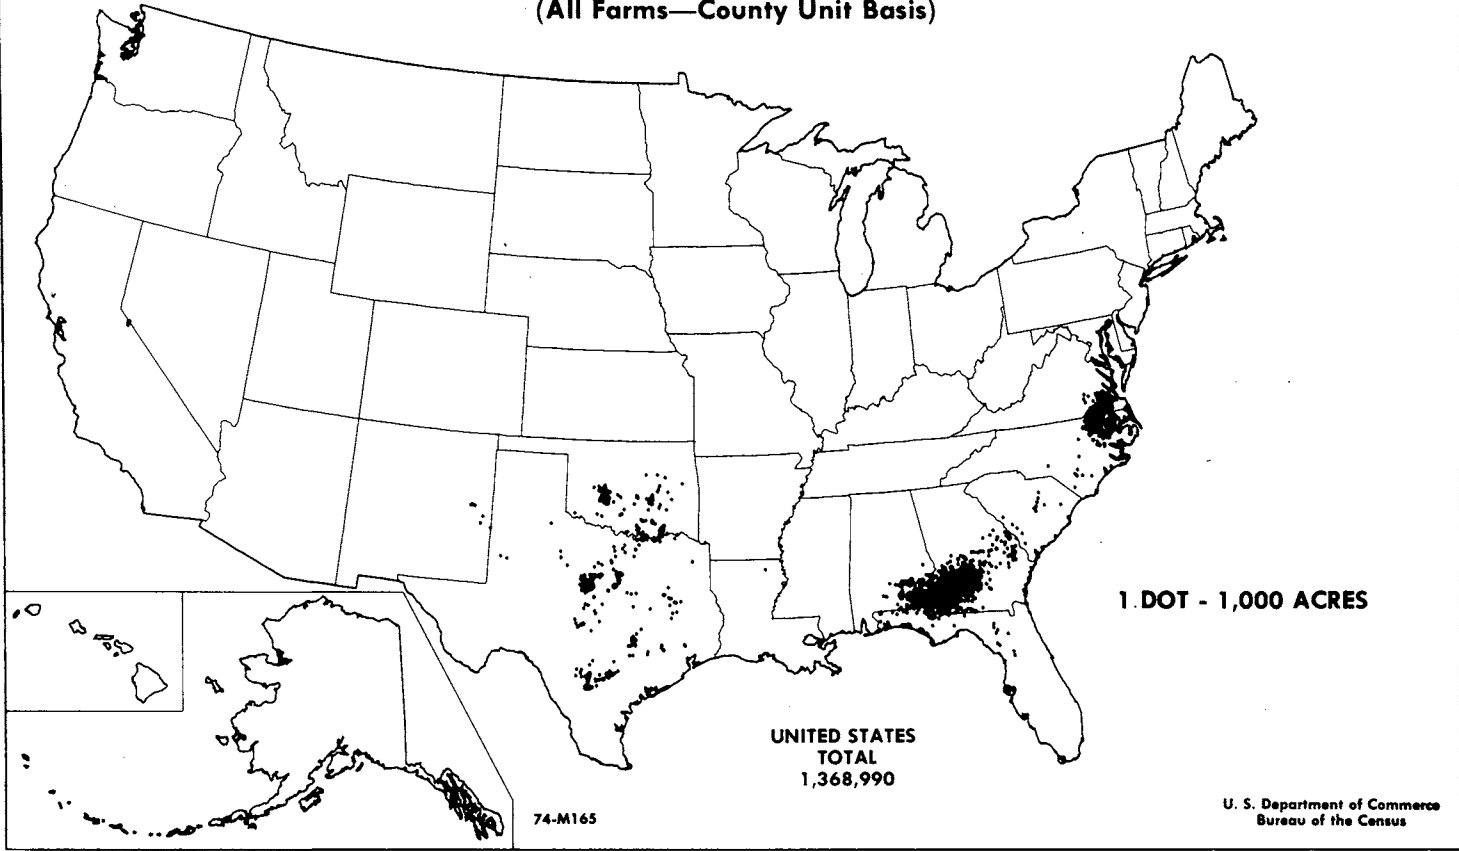 (All Farms—County Unit Basis)
1 DOT - 1,000 ACRES
UNITED STATES
TOTAL
1,368,990
74-M165
U. S. Department of Commerce
Bureau of the Census